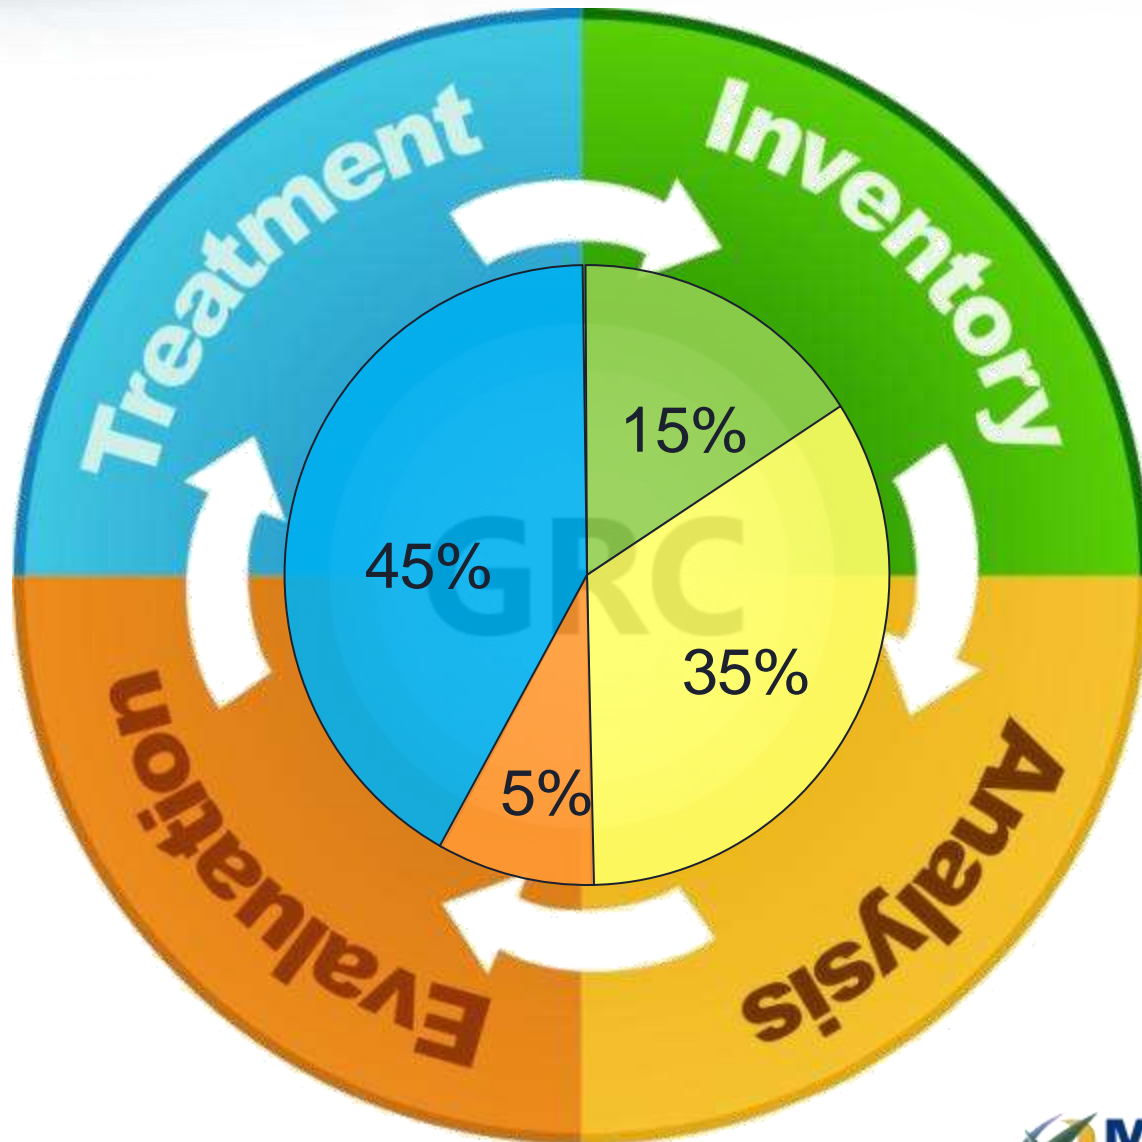 Treatment
Inventory
15%
45%
GRC
35%
5%
Evaluation
Analysis
M